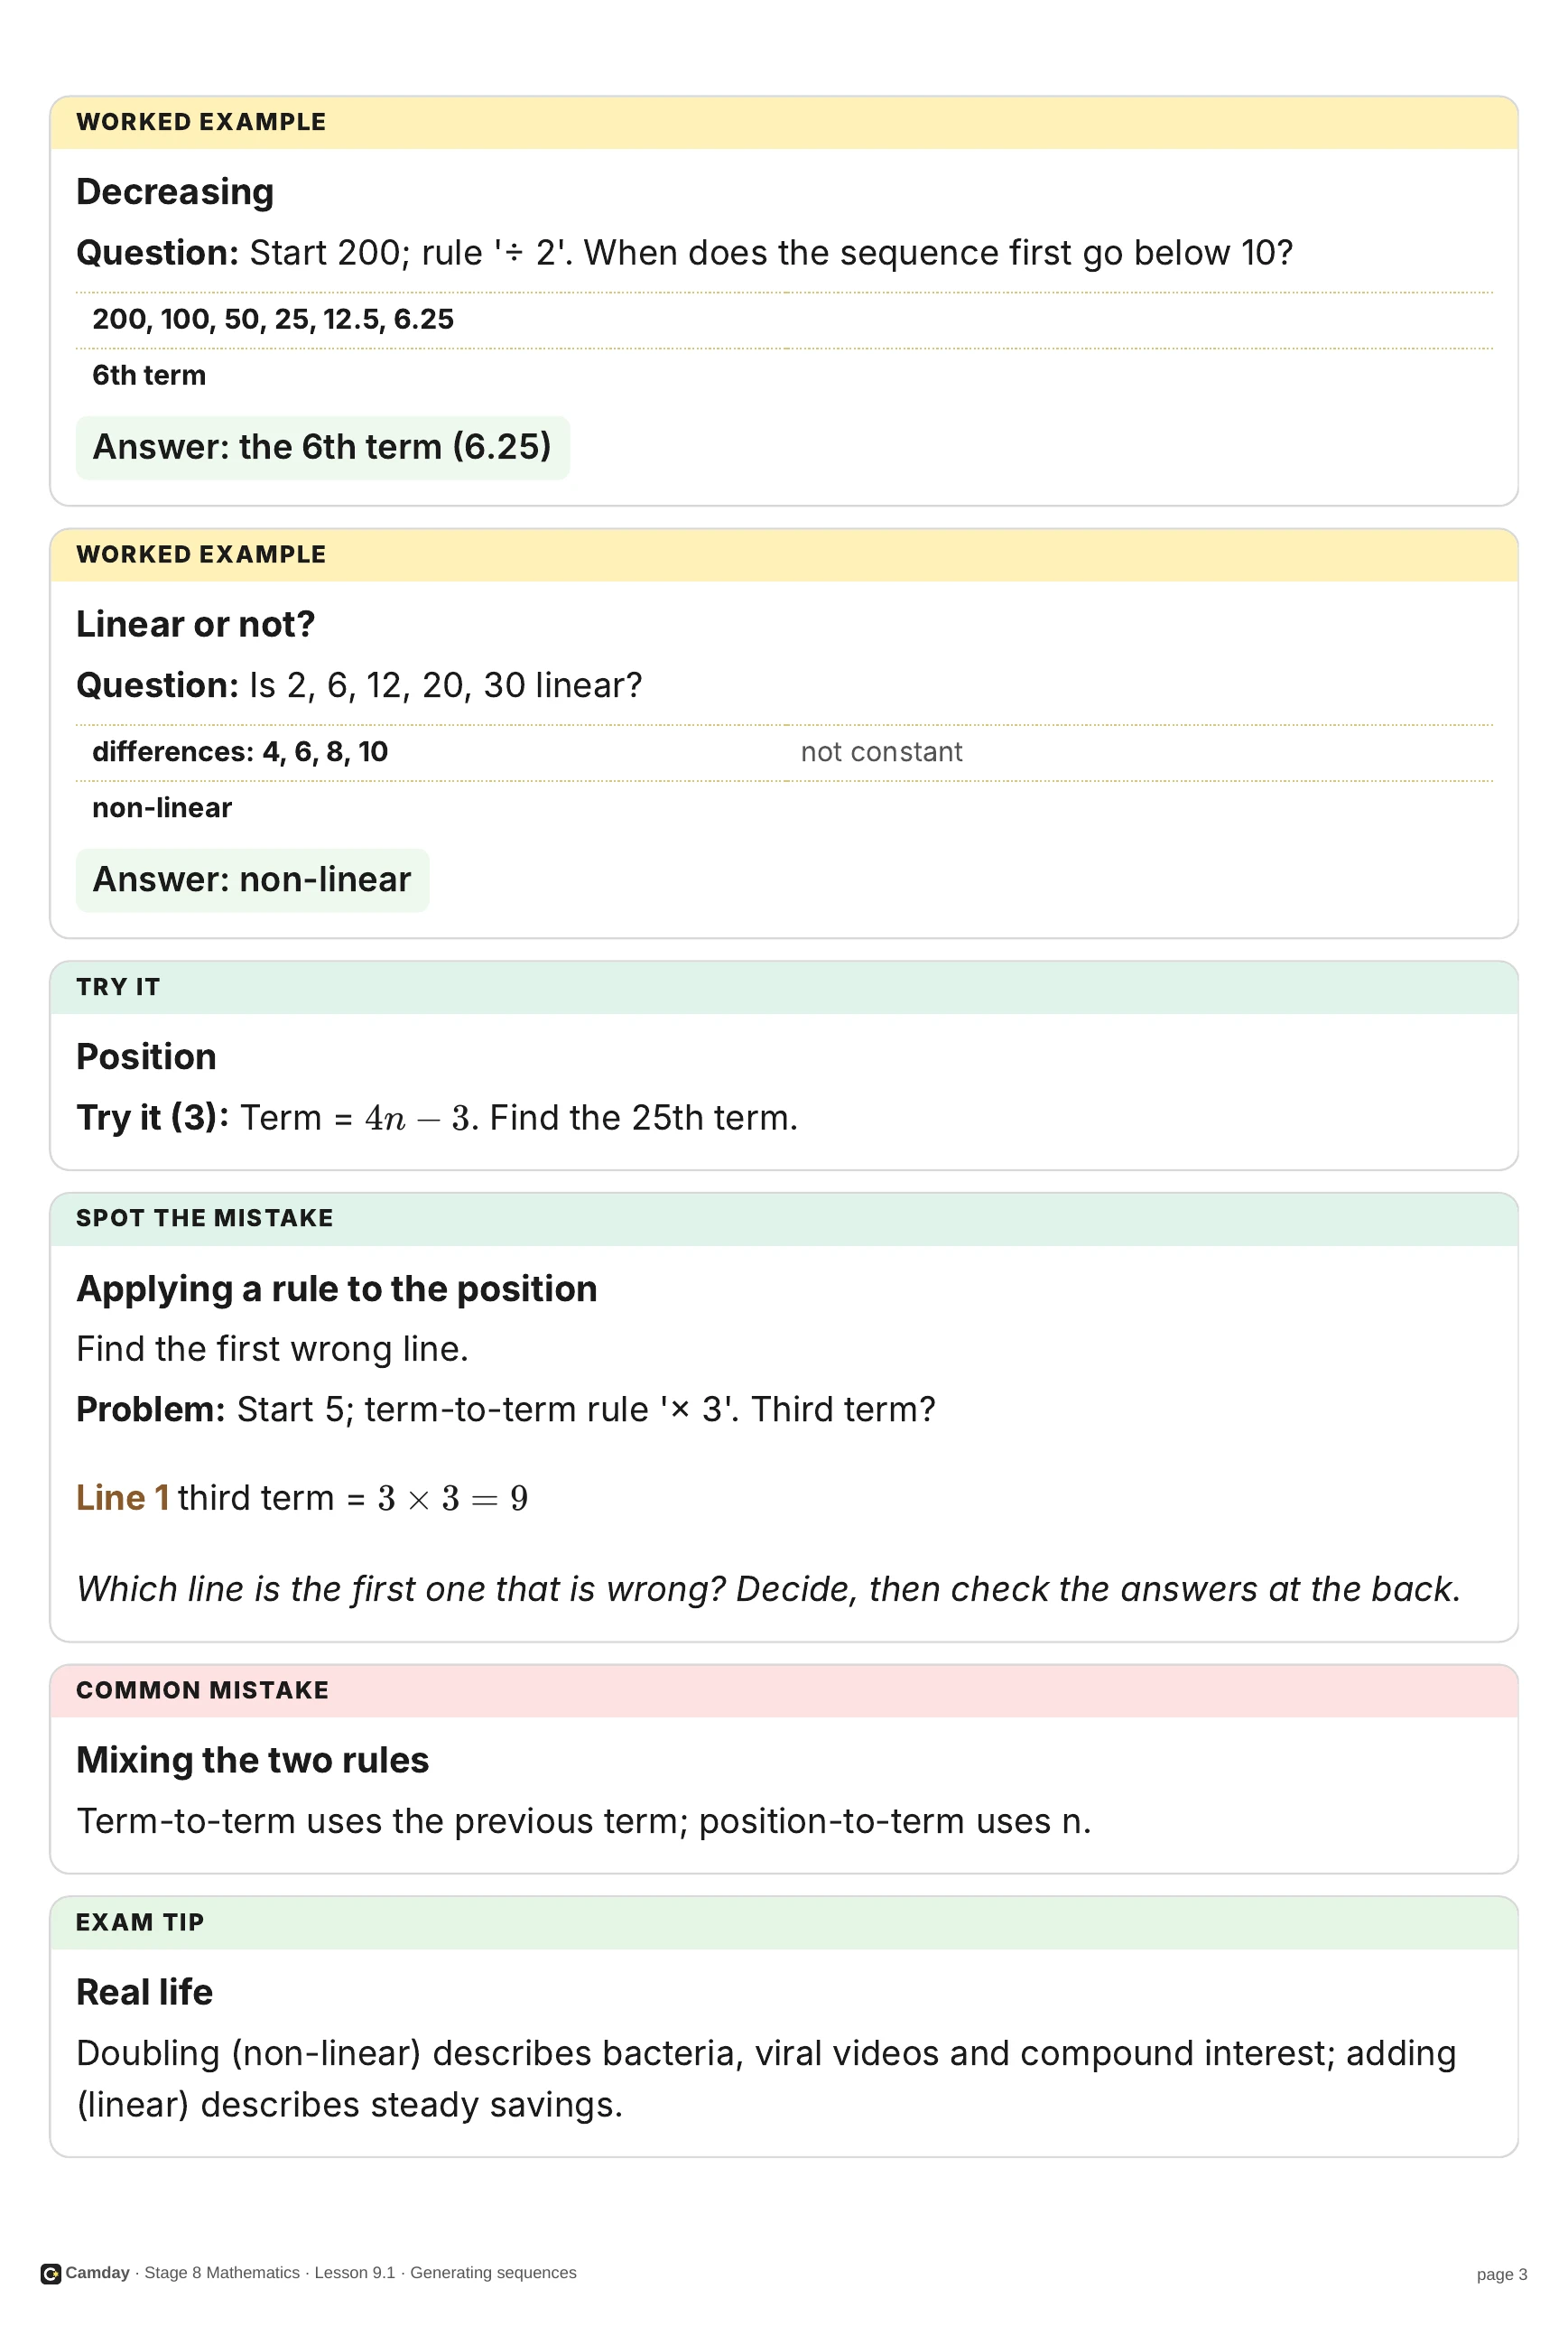 WORKED EXAMPLE
Decreasing
Question: Start 200; rule '÷ 2'. When does the sequence first go below 10?
200, 100, 50, 25, 12.5, 6.25
6th term
Answer: the 6th term (6.25)
WORKED EXAMPLE
Linear or not?
Question: Is 2, 6, 12, 20, 30 linear?
differences: 4, 6, 8, 10 not constant
non-linear
Answer: non-linear
TRY IT
Position
Try it (3): Term = 4n − 3. Find the 25th term.
SPOT THE MISTAKE
Applying a rule to the position
Find the first wrong line.
Problem: Start 5; term-to-term rule '× 3'. Third term?
Line 1 third term = 3 × 3 = 9
Which line is the first one that is wrong? Decide, then check the answers at the back.
COMMON MISTAKE
Mixing the two rules
Term-to-term uses the previous term; position-to-term uses n.
EXAM TIP
Real life
Doubling (non-linear) describes bacteria, viral videos and compound interest; adding
(linear) describes steady savings.
Camday · Stage 8 Mathematics · Lesson 9.1 · Generating sequences
page 3